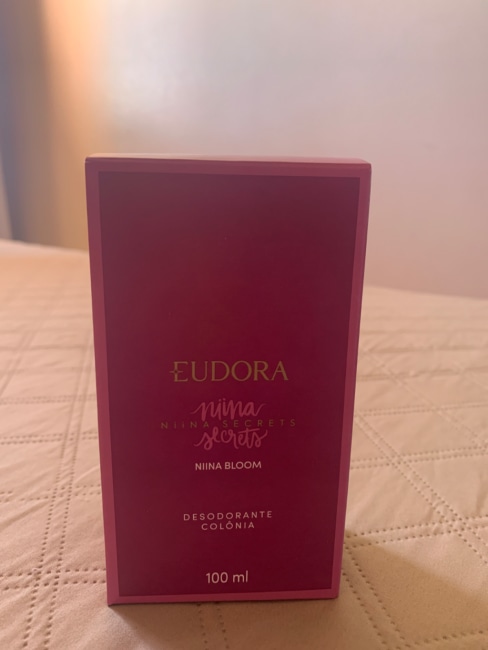 EUDORA
niina
NIINA SECRETS
secrets
NIINA BLOOM
DESODORANTE
COLÔNIA
100 ml